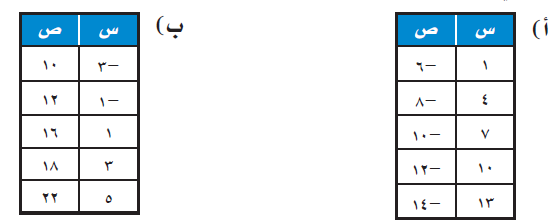 أ)
س ص
١ –٦
٤ –٨
٧ –١٠
١٠ –١٢
١٣ –١٤
ب)
س ص
–٣ ١٠
–١ ١٢
١ ١٦
٣ ١٨
٥ ٢٢